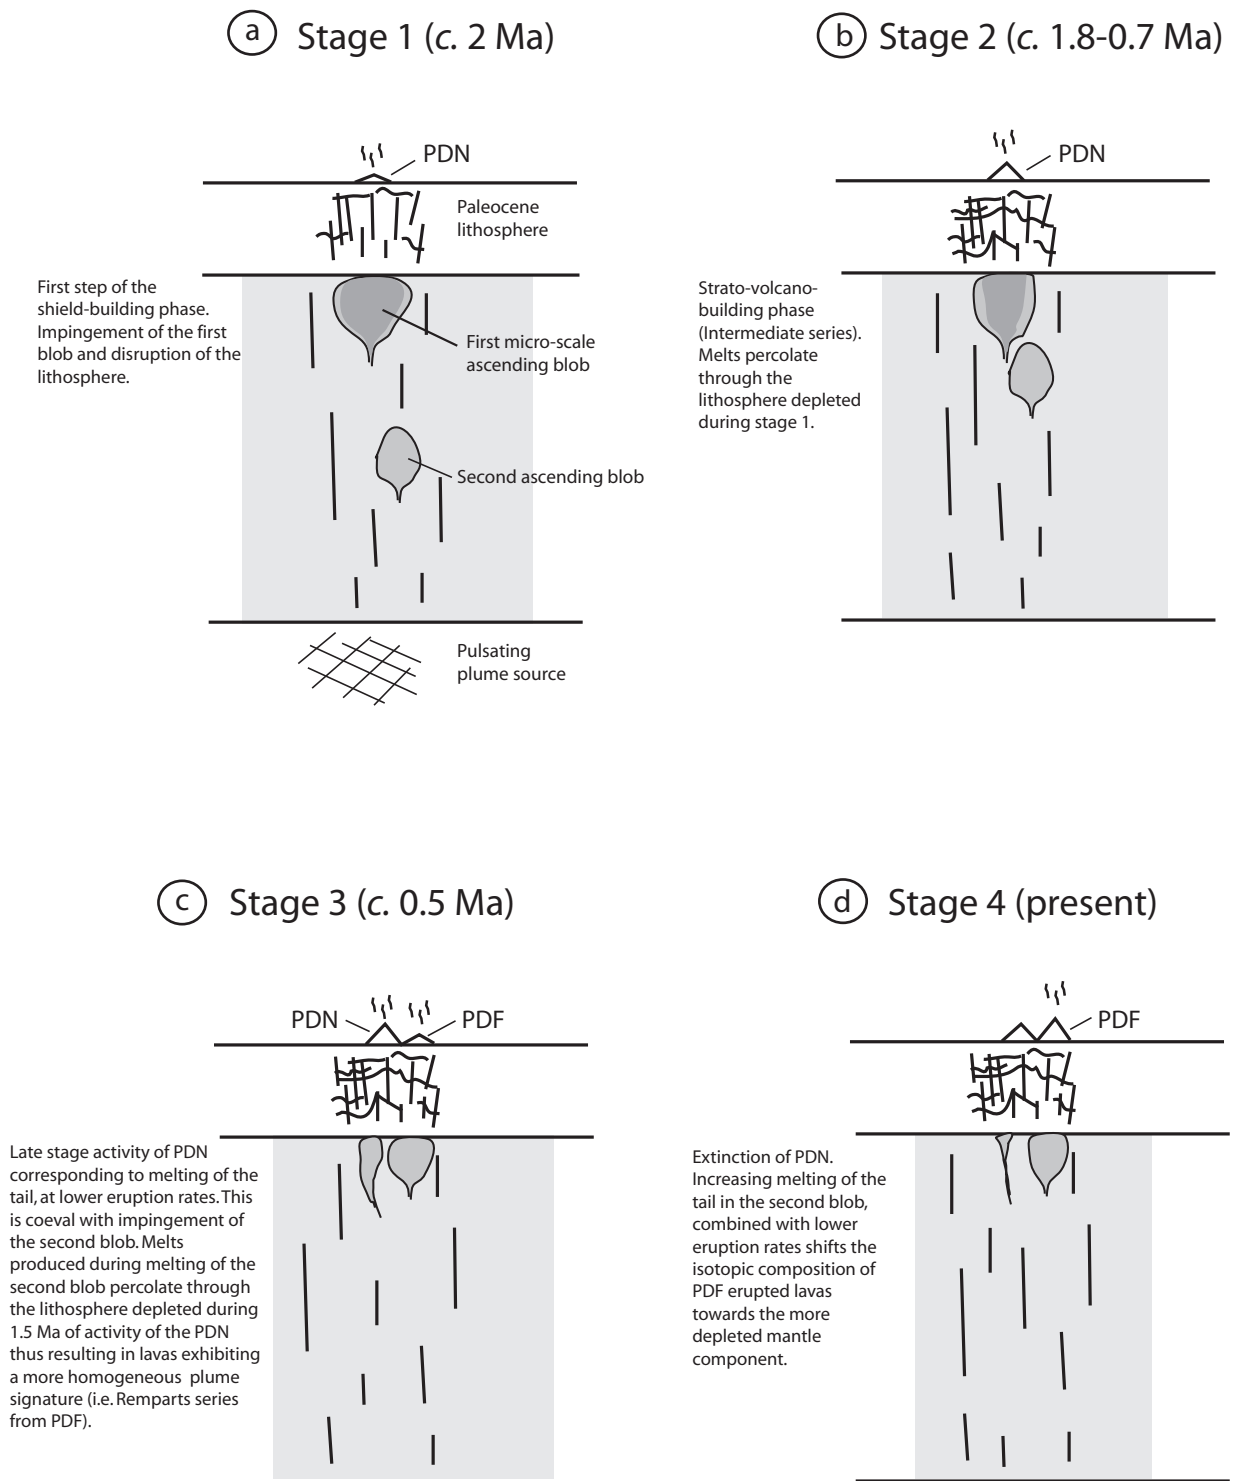 a Stage 1 (c. 2 Ma)
PDN
Paleocene
lithosphere
First step of the
shield-building phase.
Impingement of the first
blob and disruption of the
lithosphere.
First micro-scale
ascending blob
Second ascending blob
Pulsating
plume source
b Stage 2 (c. 1.8-0.7 Ma)
PDN
Strato-volcano-
building phase
(Intermediate series).
Melts percolate
through the
lithosphere depleted
during stage 1.
c Stage 3 (c. 0.5 Ma)
PDN
PDF
Late stage activity of PDN
corresponding to melting of the
tail, at lower eruption rates. This
is coeval with impingement of
the second blob. Melts
produced during melting of the
second blob percolate through
the lithosphere depleted during
1.5 Ma of activity of the PDN
thus resulting in lavas exhibiting
a more homogeneous plume
signature (i.e. Remparts series
from PDF).
d Stage 4 (present)
PDF
Extinction of PDN.
Increasing melting of the
tail in the second blob,
combined with lower
eruption rates shifts the
isotopic composition of
PDF erupted lavas
towards the more
depleted mantle
component.